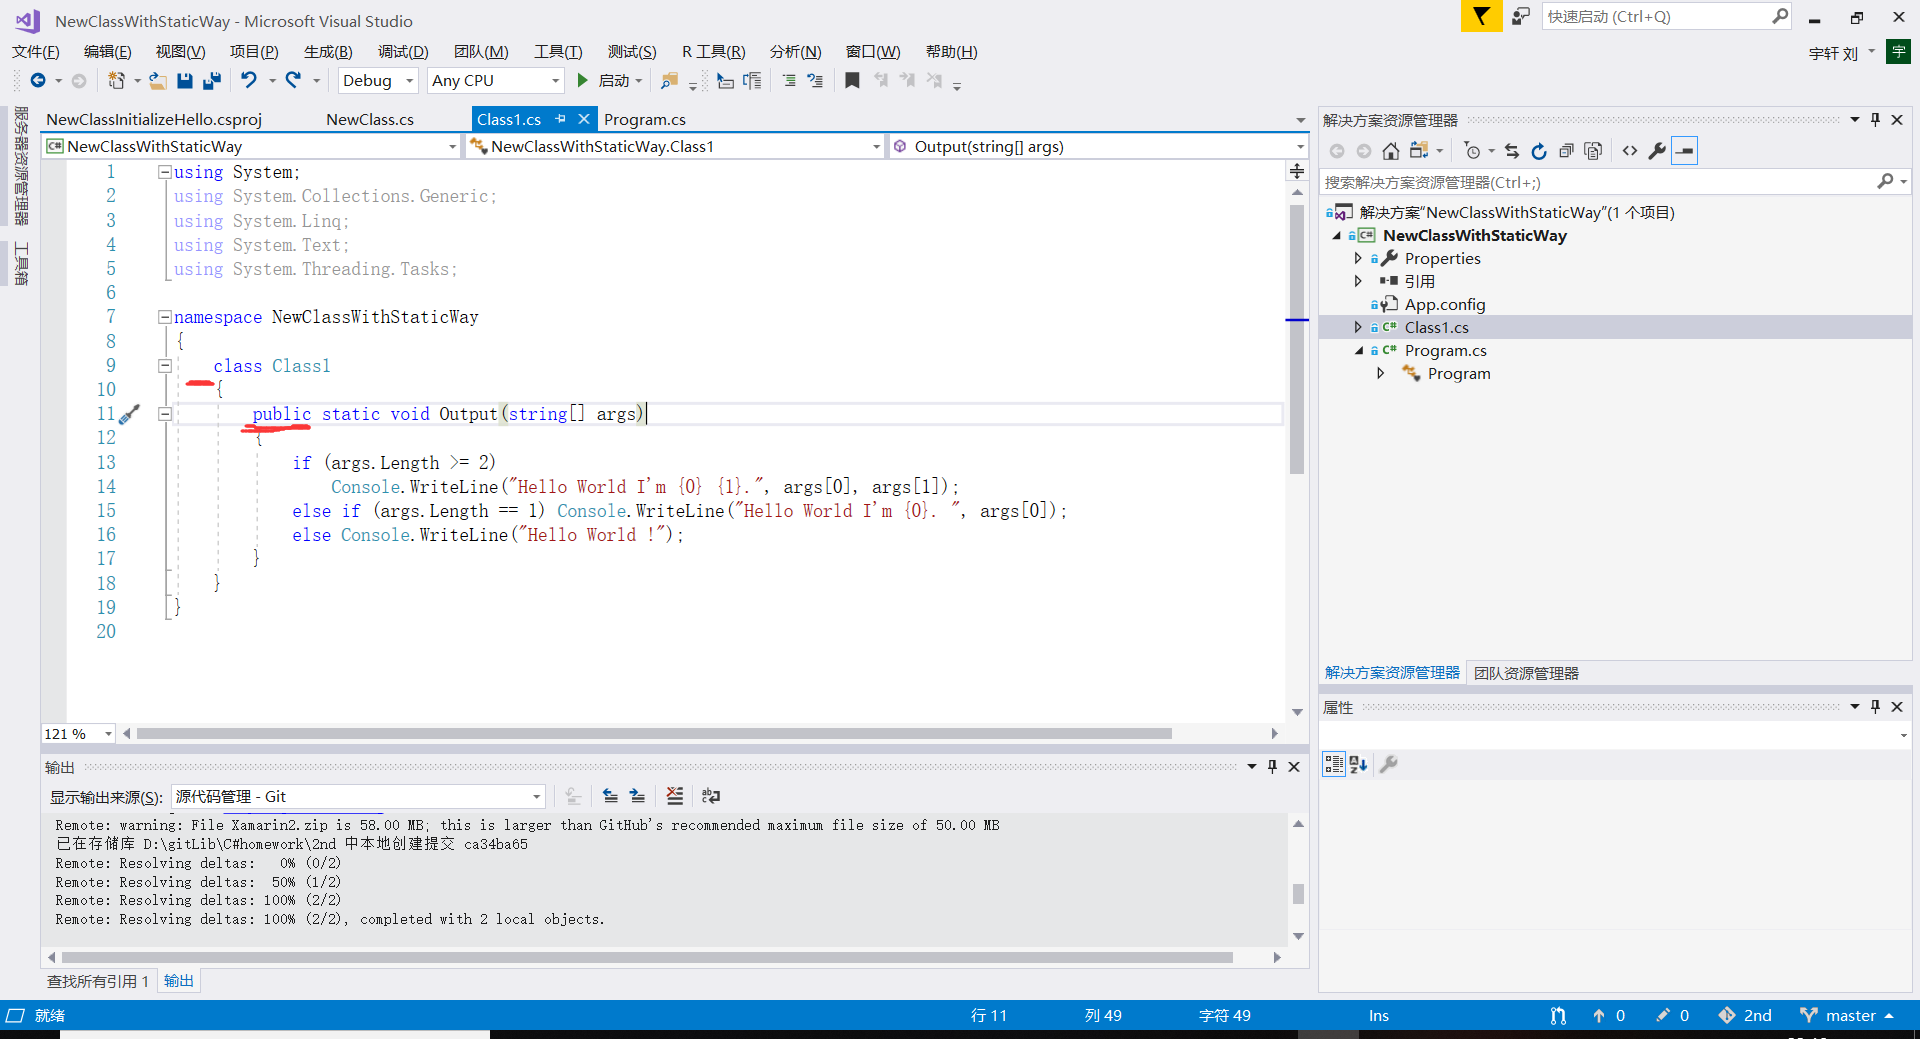 NewClassWithStaticWay - Microsoft Visual Studio
快速启动 (Ctrl+Q)
文件(F) 编辑(E) 视图(V) 项目(P) 生成(B) 调试(D) 团队(M) 工具(T) 测试(S) R 工具(R) 分析(N) 窗口(W) 帮助(H)
宇轩 刘 宇
Debug Any CPU 启动
服务器资源管理器
工具箱
NewClassInitializeHello.csproj NewClass.cs Class1.cs Program.cs
NewClassWithStaticWay NewClassWithStaticWay.Class1 Output(string[] args)
1 using System;
2 using System.Collections.Generic;
3 using System.Linq;
4 using System.Text;
5 using System.Threading.Tasks;
6
7 namespace NewClassWithStaticWay
8 {
9 class Class1
10 {
11 public static void Output(string[] args)
12 {
13 if (args.Length >= 2)
14 Console.WriteLine("Hello World I'm {0} {1}.", args[0], args[1]);
15 else if (args.Length == 1) Console.WriteLine("Hello World I'm {0}. ", args[0]);
16 else Console.WriteLine("Hello World !");
17 }
18 }
19 }
20
121 %
输出
显示输出来源(S): 源代码管理 - Git
Remote: warning: File Xamarin2.zip is 58.00 MB; this is larger than GitHub's recommended maximum file size of 50.00 MB
已在存储库 D:\gitLib\C#homework\2nd 中本地创建提交 ca34ba65
Remote: Resolving deltas: 0% (0/2)
Remote: Resolving deltas: 50% (1/2)
Remote: Resolving deltas: 100% (2/2)
Remote: Resolving deltas: 100% (2/2), completed with 2 local objects.
查找所有引用 1 输出
解决方案资源管理器
搜索解决方案资源管理器(Ctrl+;)
解决方案"NewClassWithStaticWay"(1 个项目)
C# NewClassWithStaticWay
Properties
引用
App.config
C# Class1.cs
C# Program.cs
Program
解决方案资源管理器 团队资源管理器
属性
就绪 行 11 列 49 字符 49 Ins 0 0 2nd master